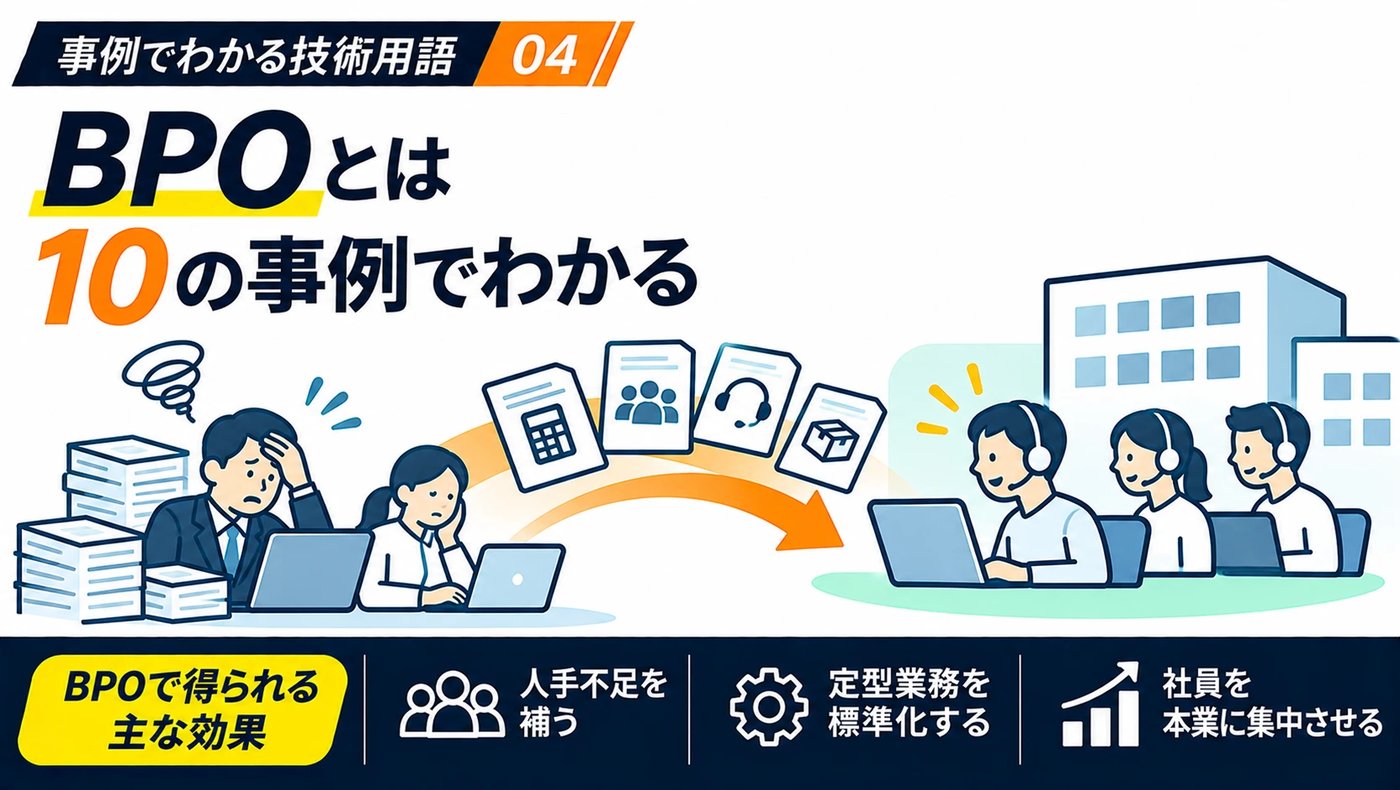 事例でわかる技術用語 04
BPOとは
10の事例でわかる
BPOで得られる
主な効果
人手不足を
補う
定型業務を
標準化する
社員を
本業に集中させる